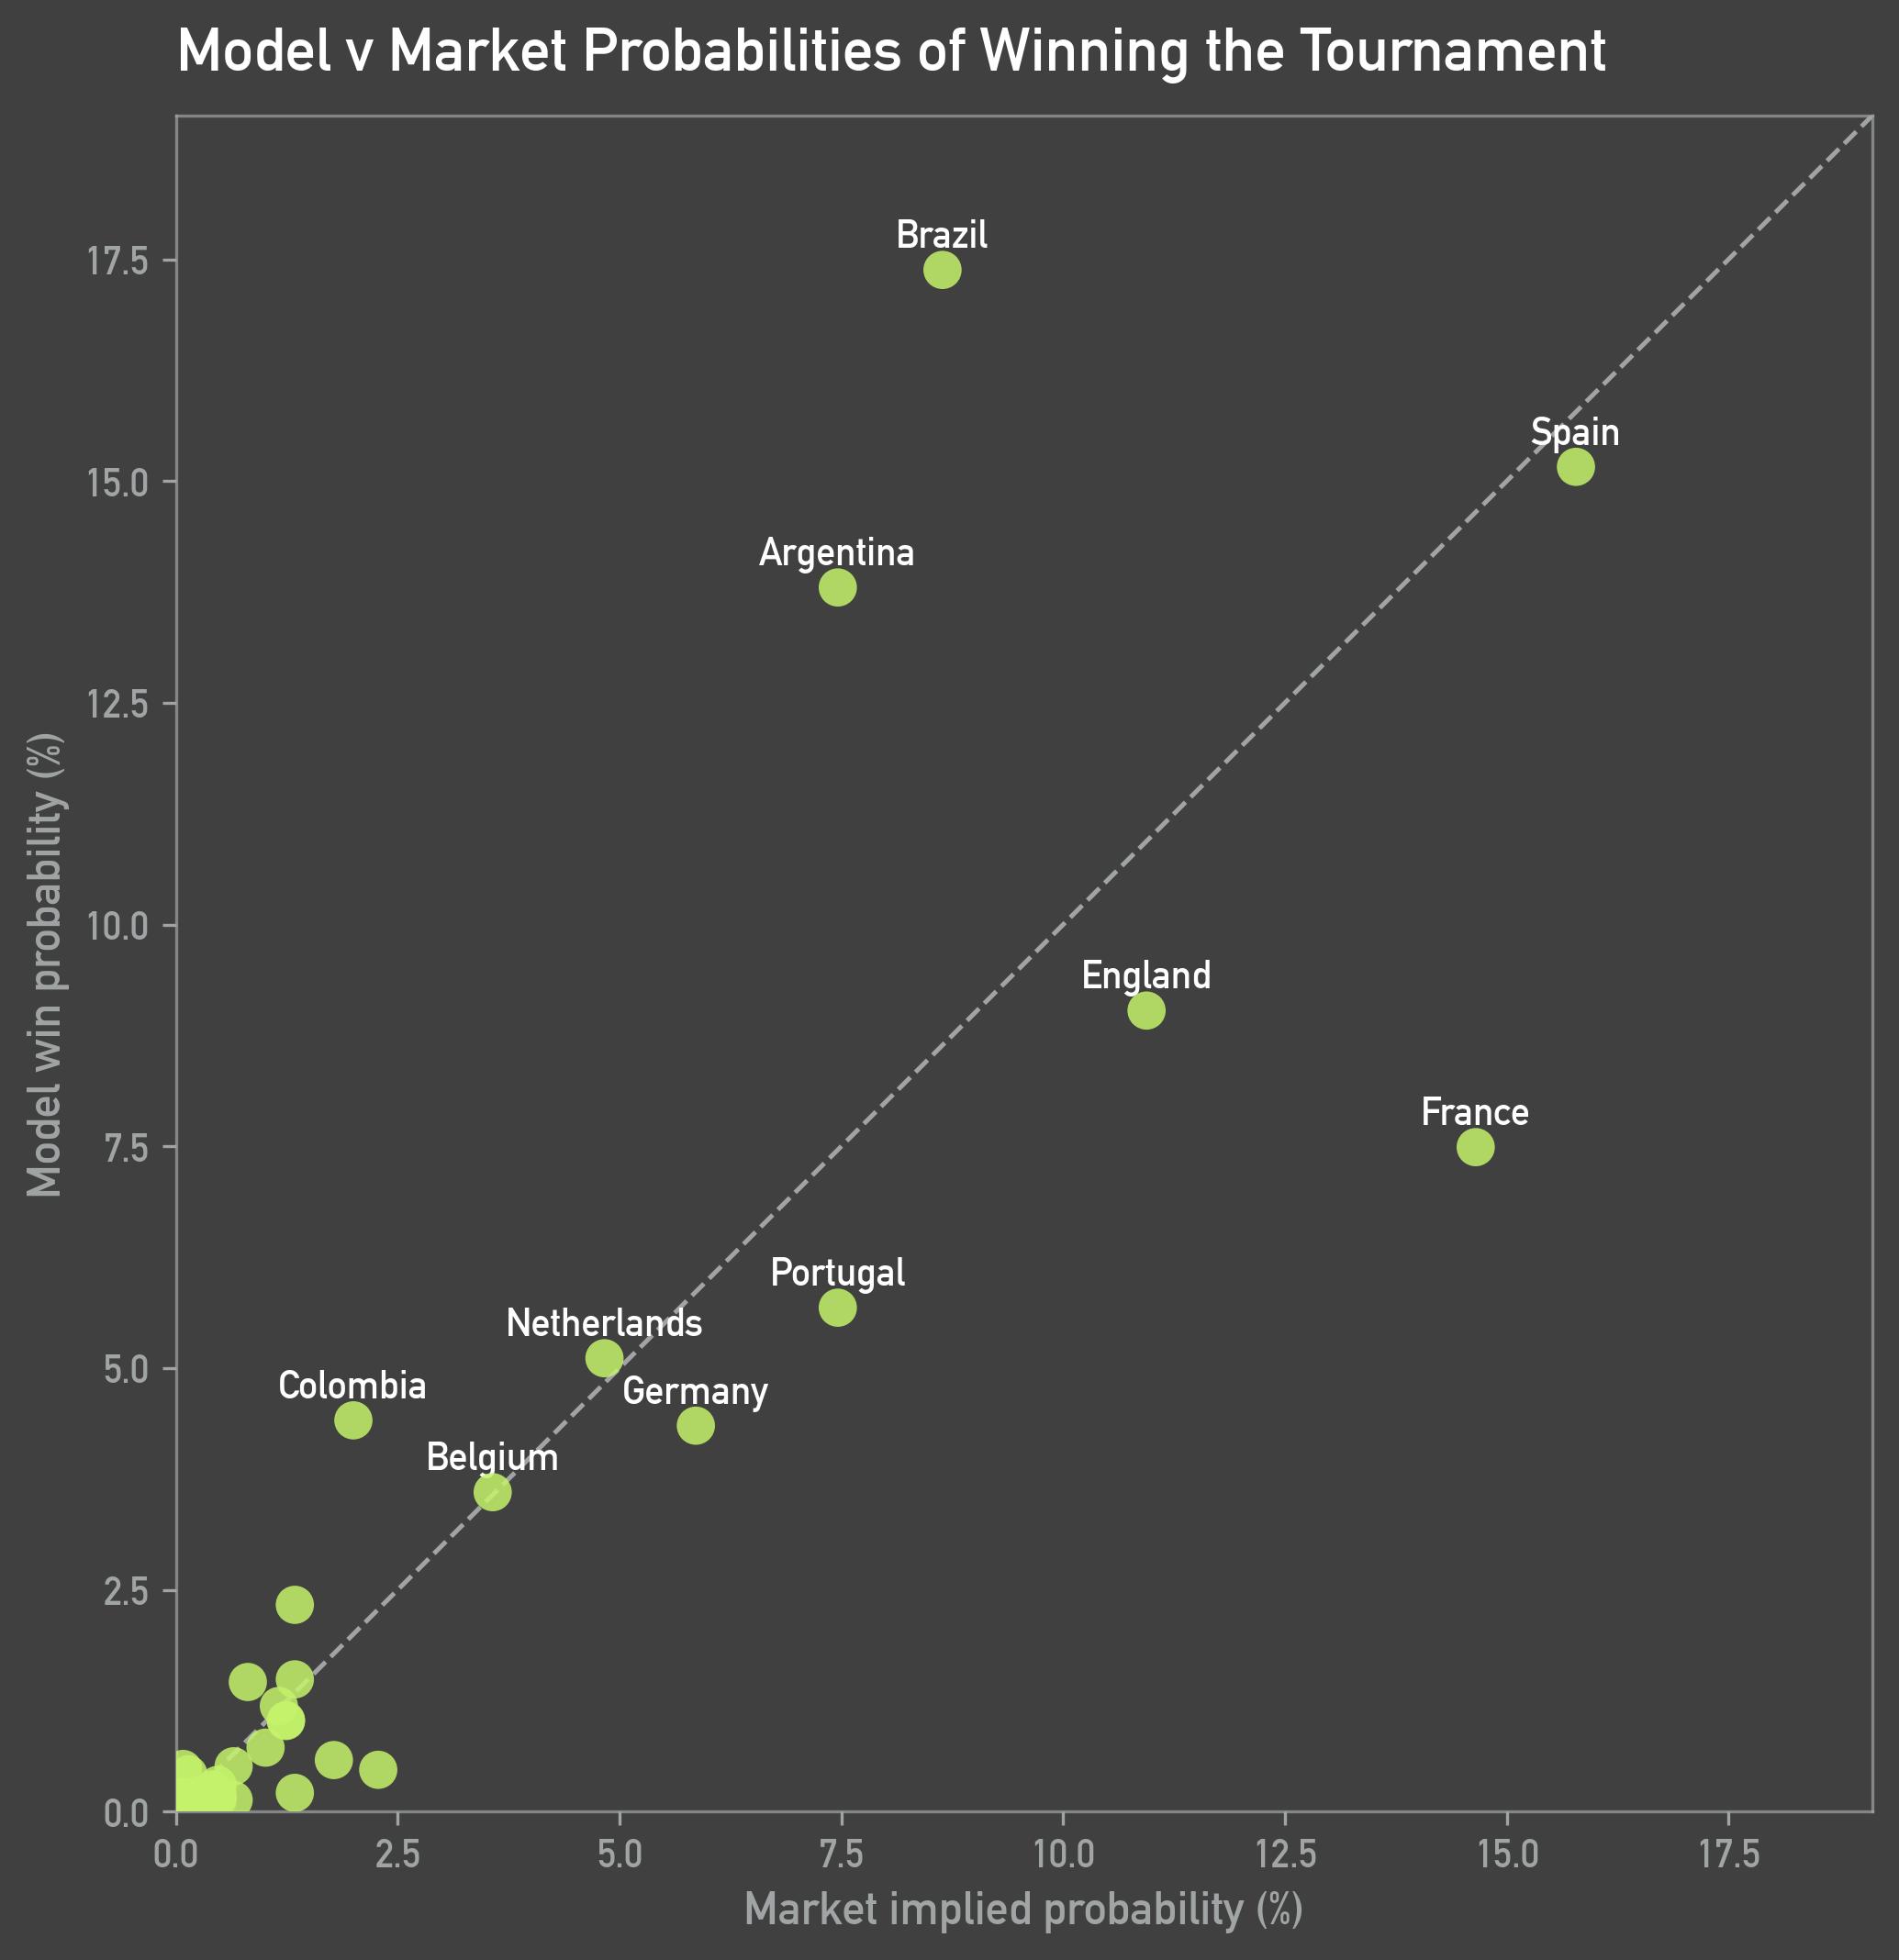 Model v Market Probabilities of Winning the Tournament
Brazil
17.5
Spain
15.0
Argentina
12.5
Model win probability (%)
10.0
England
France
7.5
Portugal
Netherlands
5.0
Colombia
Germany
Belgium
2.5
0.0
0.0 2.5 5.0 7.5 10.0 12.5 15.0 17.5
Market implied probability (%)